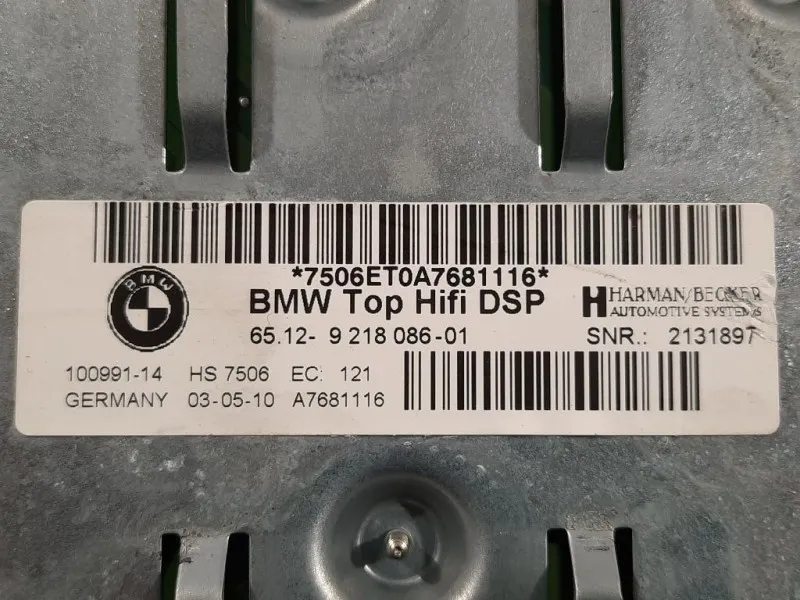 *7506ET0A7681116*
BMW
BMW Top Hifi DSP
HARMAN/BECKER
AUTOMOTIVE SYSTEMS
65.12- 9 218 086-01
SNR.: 2131897
100991-14 HS 7506 EC: 121
GERMANY 03-05-10 A7681116